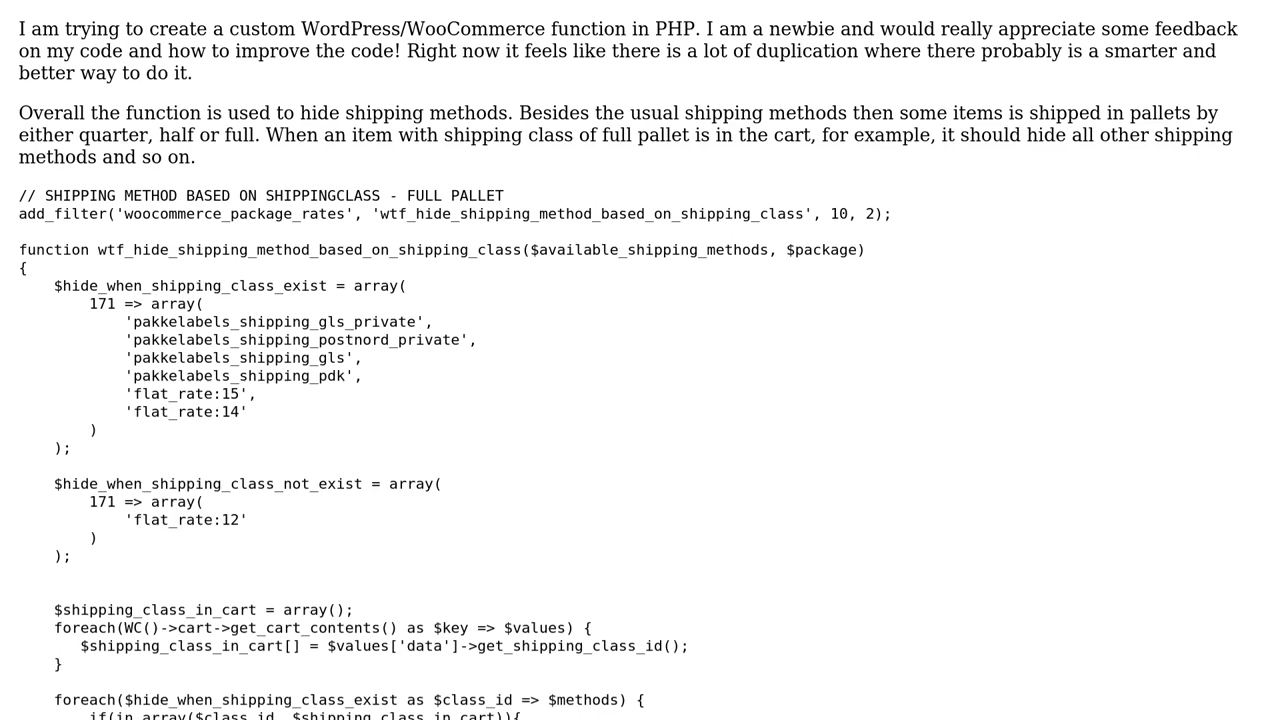 I am trying to create a custom WordPress/WooCommerce function in PHP. I am a newbie and would really appreciate some feedback
on my code and how to improve the code! Right now it feels like there is a lot of duplication where there probably is a smarter and
better way to do it.
Overall the function is used to hide shipping methods. Besides the usual shipping methods then some items is shipped in pallets by
either quarter, half or full. When an item with shipping class of full pallet is in the cart, for example, it should hide all other shipping
methods and so on.
// SHIPPING METHOD BASED ON SHIPPINGCLASS - FULL PALLET
add_filter('woocommerce_package_rates', 'wtf_hide_shipping_method_based_on_shipping_class', 10, 2);
function wtf_hide_shipping_method_based_on_shipping_class($available_shipping_methods, $package)
{
    $hide_when_shipping_class_exist = array(
        171 => array(
            'pakkelabels_shipping_gls_private',
            'pakkelabels_shipping_postnord_private',
            'pakkelabels_shipping_gls',
            'pakkelabels_shipping_pdk',
            'flat_rate:15',
            'flat_rate:14'
        )
    );
    $hide_when_shipping_class_not_exist = array(
        171 => array(
            'flat_rate:12'
        )
    );
    $shipping_class_in_cart = array();
    foreach(WC()->cart->get_cart_contents() as $key => $values) {
       $shipping_class_in_cart[] = $values['data']->get_shipping_class_id();
    }
    foreach($hide_when_shipping_class_exist as $class_id => $methods) {
        if(in_array($class_id, $shipping_class_in_cart)){